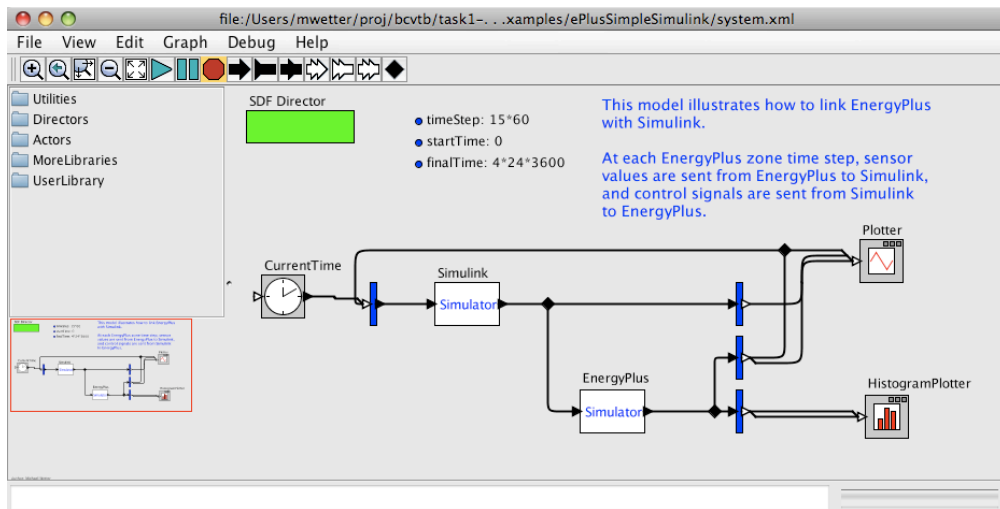 file:/Users/mwetter/proj/bcvtb/task1-. . .xamples/ePlusSimpleSimulink/system.xml
File View Edit Graph Debug Help
Utilities
Directors
Actors
MoreLibraries
UserLibrary
SDF Director
timeStep: 15*60
startTime: 0
finalTime: 4*24*3600
This model illustrates how to link EnergyPlus
with Simulink.
At each EnergyPlus zone time step, sensor
values are sent from EnergyPlus to Simulink,
and control signals are sent from Simulink
to EnergyPlus.
Plotter
CurrentTime
Simulink
Simulator
EnergyPlus
Simulator
HistogramPlotter